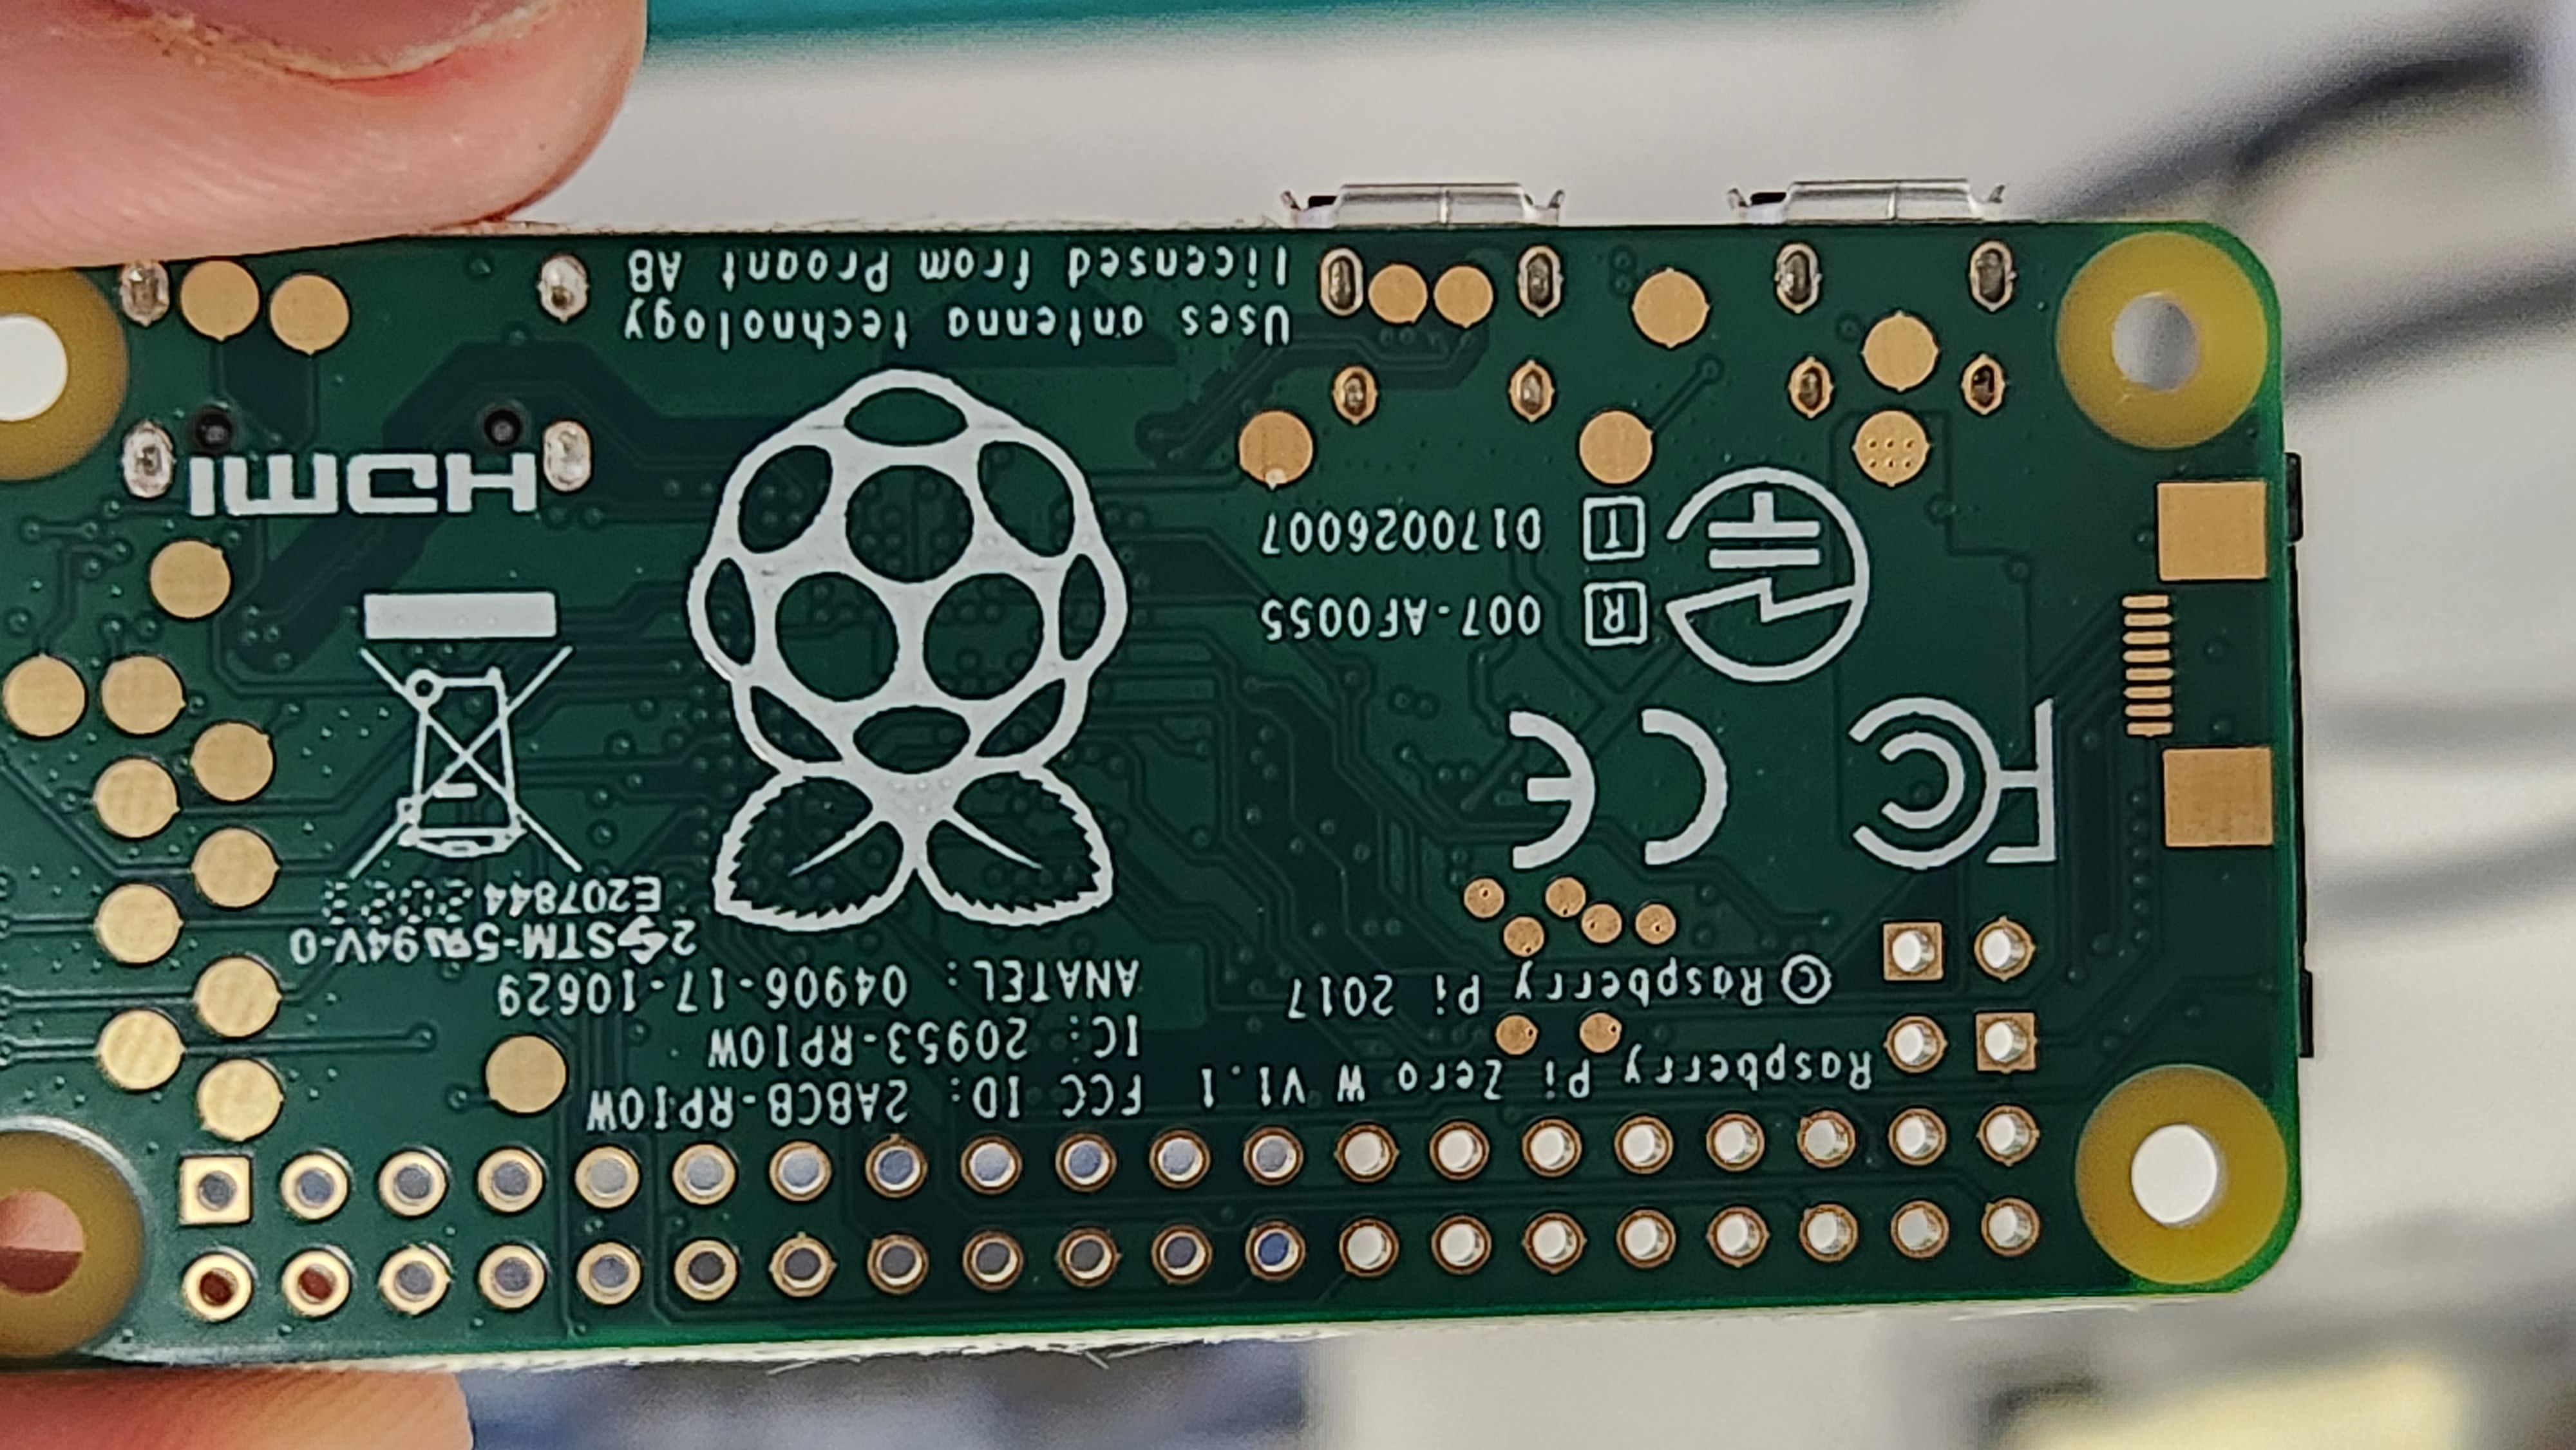 Raspberry Pi Zero W V1.1
© Raspberry Pi 2017
FCC ID: 2ABCB-RPI0W
IC: 20953-RPI0W
ANATEL: 04906-17-10629
2 STM-5 94V-0
E207844
FC
CE
R 007-AF0055
T D170026007
HDMI
Uses antenna technology
licensed from Proant AB